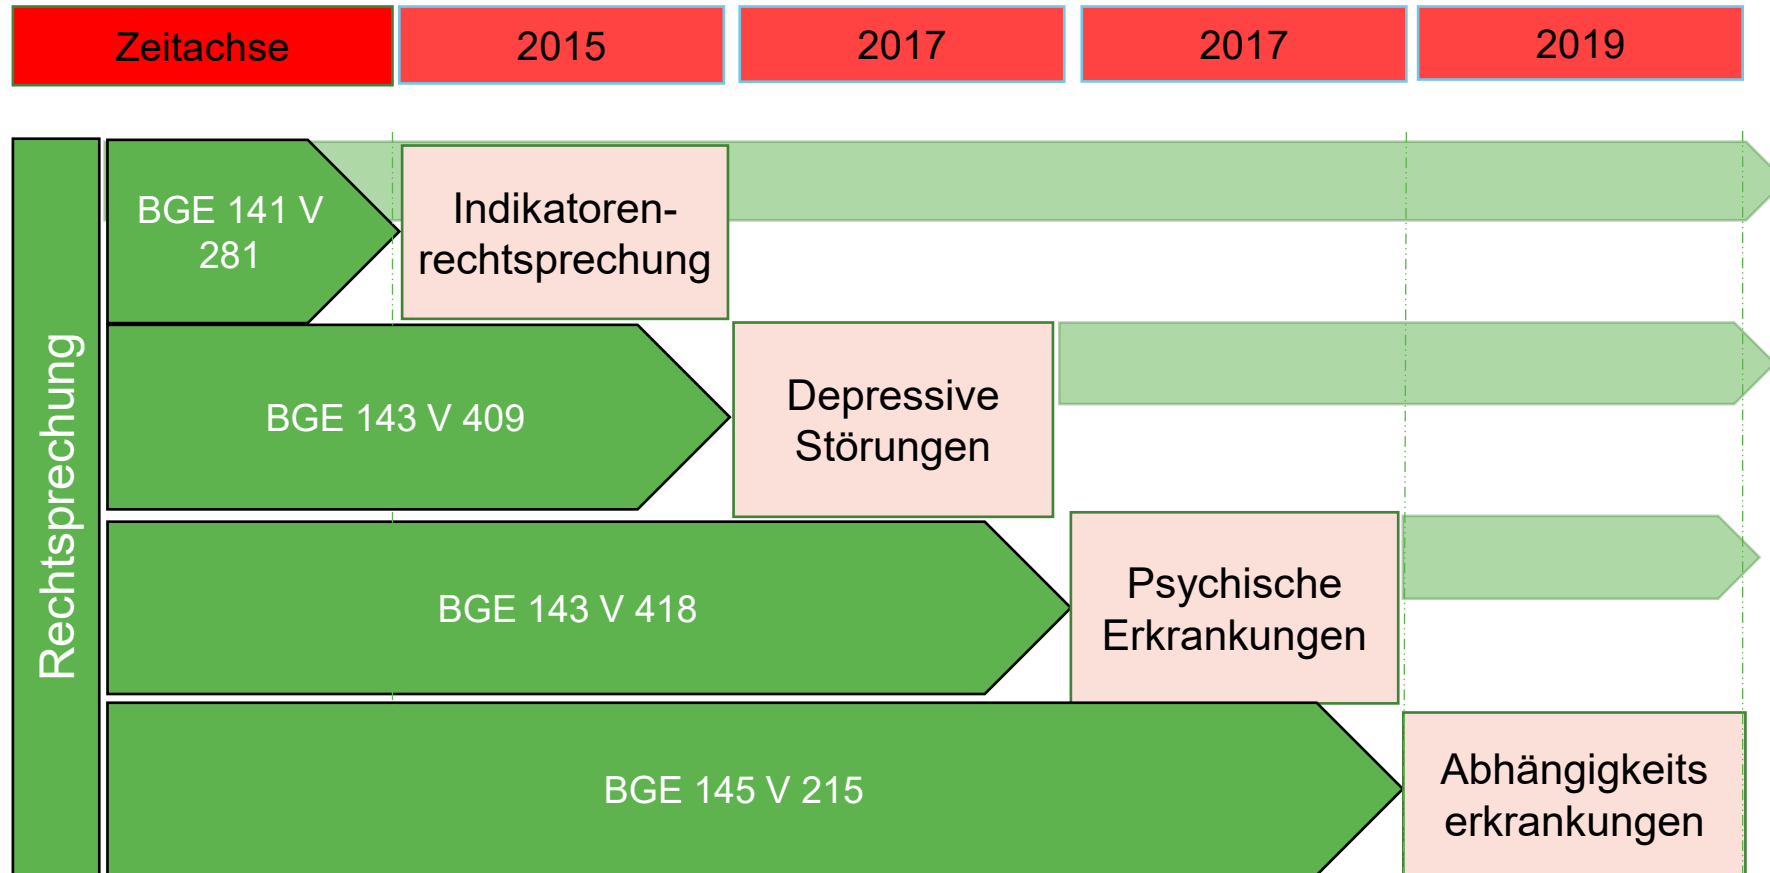 Zeitachse
2015
2017
2017
2019
Rechtsprechung
BGE 141 V
281
Indikatoren-
rechtsprechung
BGE 143 V 409
Depressive
Störungen
BGE 143 V 418
Psychische
Erkrankungen
BGE 145 V 215
Abhängigkeits
erkrankungen